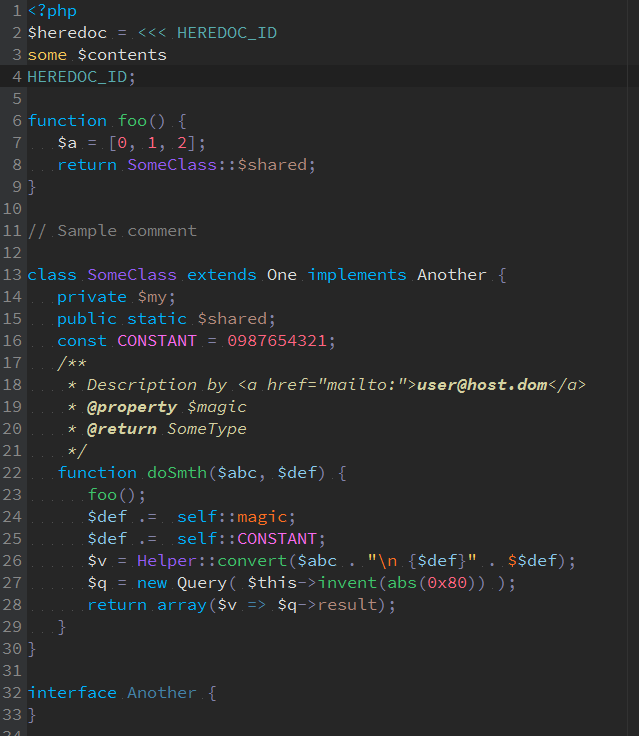 1 <?php
2 $heredoc = <<< HEREDOC_ID
3 some $contents
4 HEREDOC_ID;
5
6 function foo() {
7    $a = [0, 1, 2];
8    return SomeClass::$shared;
9 }
10
11 // Sample comment
12
13 class SomeClass extends One implements Another {
14    private $my;
15    public static $shared;
16    const CONSTANT = 0987654321;
17    /**
18     * Description by <a href="mailto:">user@host.dom</a>
19     * @property $magic
20     * @return SomeType
21     */
22    function doSmth($abc, $def) {
23       foo();
24       $def .=  self::magic;
25       $def .=  self::CONSTANT;
26       $v = Helper::convert($abc . "\n {$def}" . $$def);
27       $q = new Query( $this->invent(abs(0x80)) );
28       return array($v => $q->result);
29    }
30 }
31
32 interface Another {
33 }
34